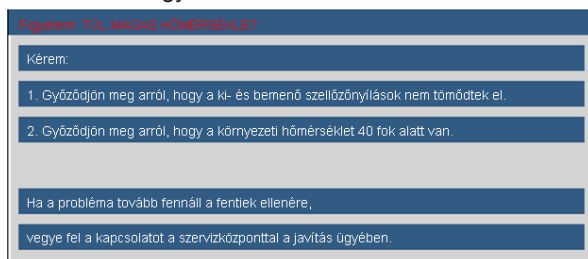 Figyelem: TÚL MAGAS HŐMÉRSÉKLET
Kérem:
1. Győződjön meg arról, hogy a ki- és bemenő szellőzőnyílások nem tömődtek el.
2. Győződjön meg arról, hogy a környezeti hőmérséklet 40 fok alatt van.
Ha a probléma tovább fennáll a fentiek ellenére,
vegye fel a kapcsolatot a szervizközponttal a javítás ügyében.